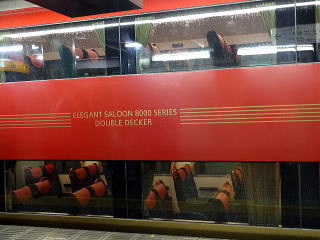 ELEGANT SALOON 8000 SERIES
DOUBLE DECKER